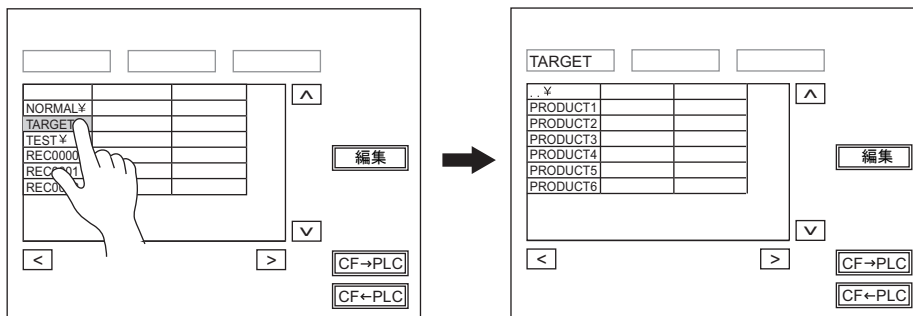 NORMAL¥
TARGET
TEST¥
REC0000
REC
REC00
∧
編集
∨
<
>
CF→PLC
CF←PLC
TARGET
..¥
PRODUCT1
PRODUCT2
PRODUCT3
PRODUCT4
PRODUCT5
PRODUCT6
∧
編集
∨
<
>
CF→PLC
CF←PLC